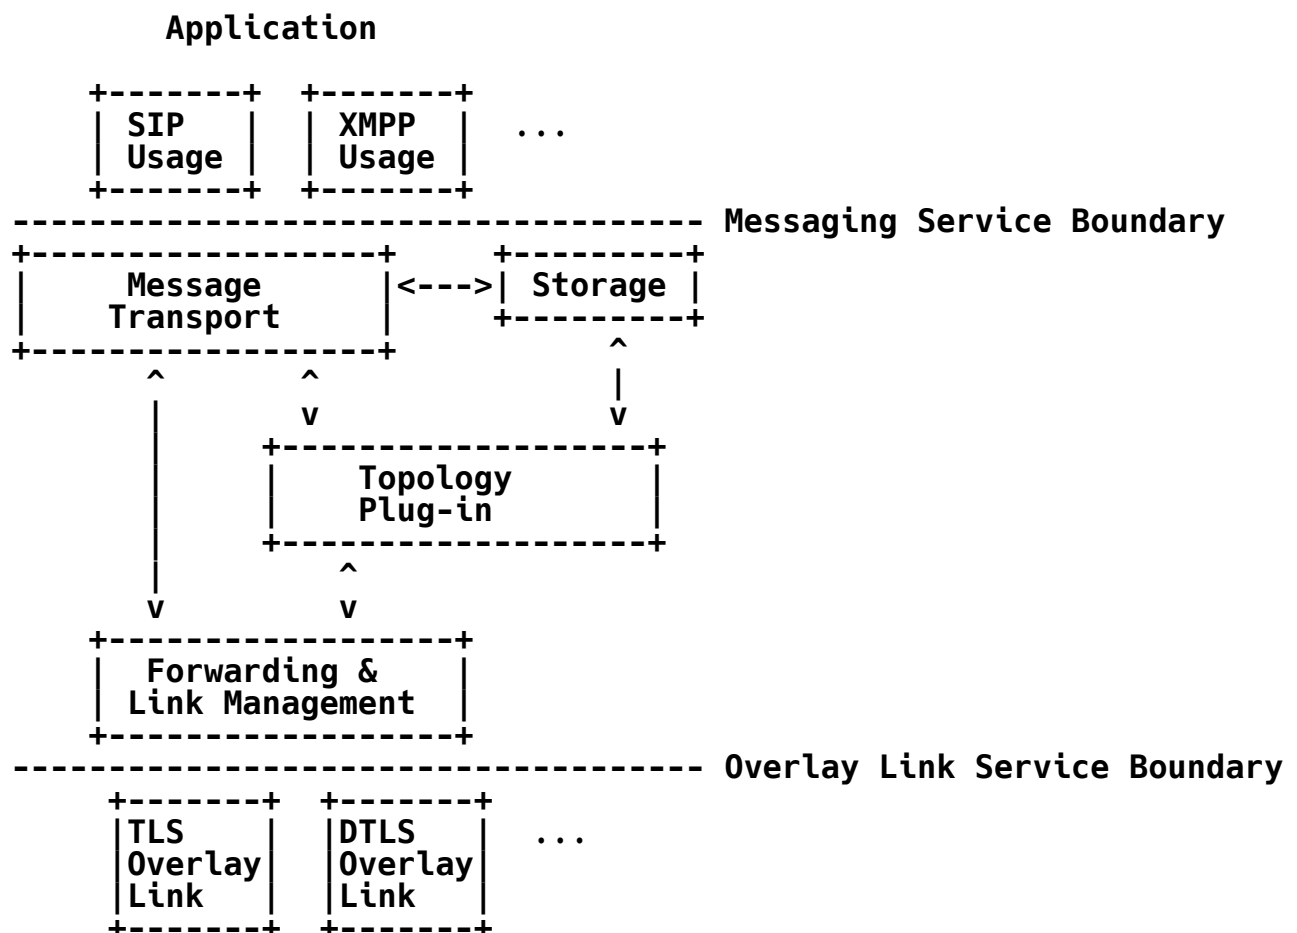 Application

        +-------+  +-------+
        | SIP   |  | XMPP  |  ...
        | Usage |  | Usage |
        +-------+  +-------+
------------------------------------ Messaging Service Boundary
+------------------+     +---------+
|     Message      |<--->| Storage |
|    Transport     |     +---------+
+------------------+           ^
       ^       ^               |
       |       v               v
       |     +-------------------+
       |     |    Topology       |
       |     |    Plug-in        |
       |     +-------------------+
       |         ^
       v         v
    +------------------+
    |  Forwarding &    |
    | Link Management  |
    +------------------+
------------------------------------ Overlay Link Service Boundary
     +-------+  +-------+
     |TLS    |  |DTLS   |  ...
     |Overlay|  |Overlay|
     |Link   |  |Link   |
     +-------+  +-------+